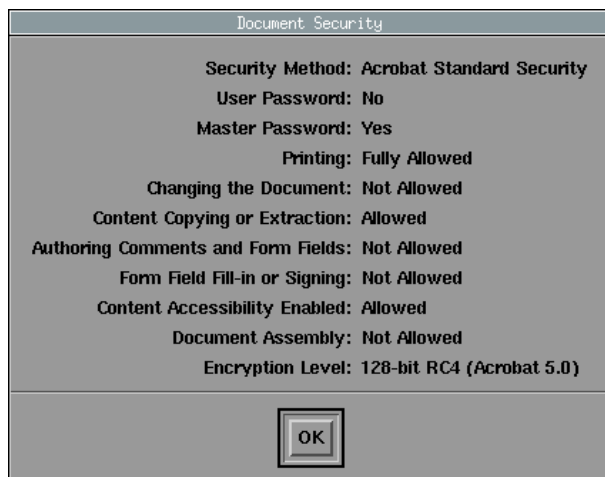 Document Security
Security Method: Acrobat Standard Security
User Password: No
Master Password: Yes
Printing: Fully Allowed
Changing the Document: Not Allowed
Content Copying or Extraction: Allowed
Authoring Comments and Form Fields: Not Allowed
Form Field Fill-in or Signing: Not Allowed
Content Accessibility Enabled: Allowed
Document Assembly: Not Allowed
Encryption Level: 128-bit RC4 (Acrobat 5.0)
OK